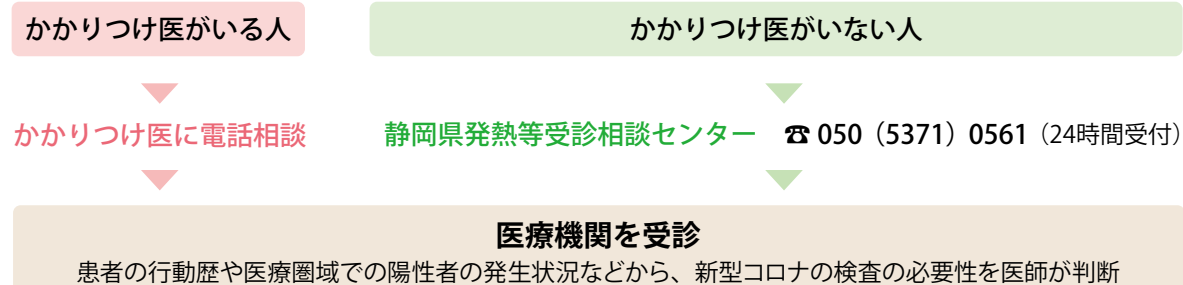 かかりつけ医がいる人
かかりつけ医がいない人
かかりつけ医に電話相談
静岡県発熱等受診相談センター ☎ 050（5371）0561（24時間受付）
医療機関を受診
患者の行動歴や医療圏域での陽性者の発生状況などから、新型コロナの検査の必要性を医師が判断